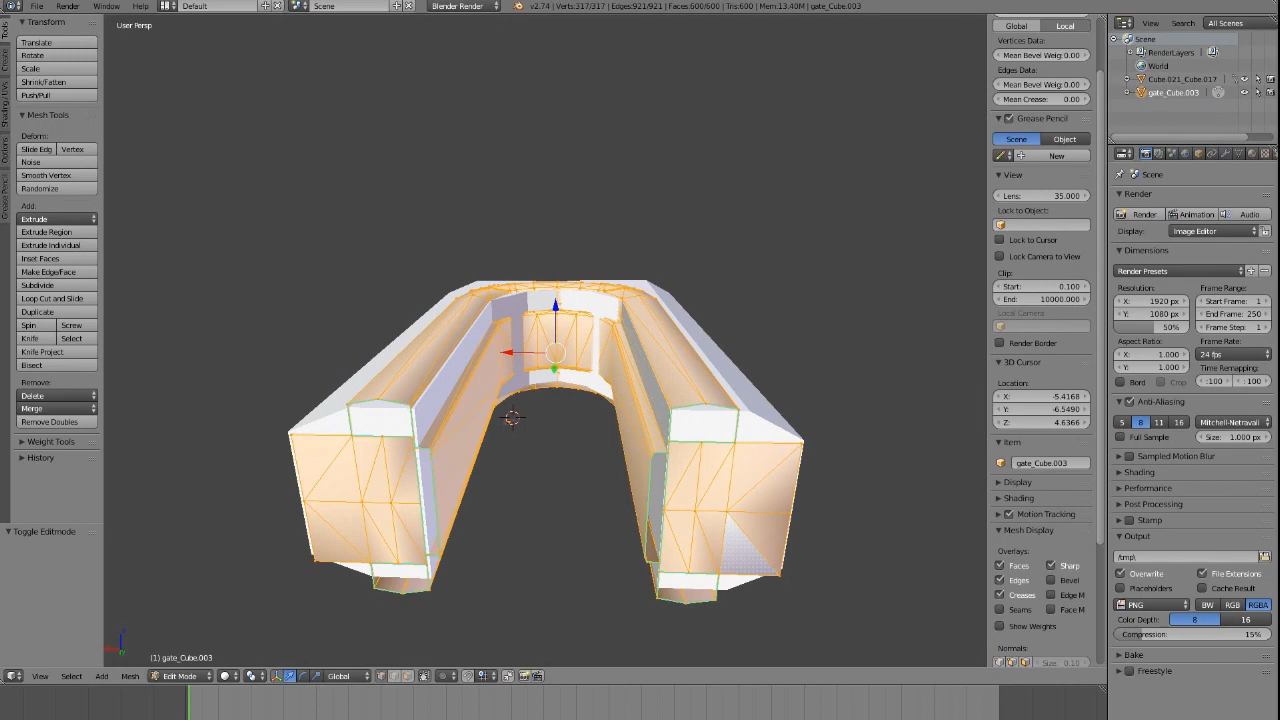 File Render Window Help Default Scene Blender Render v2.74 | Verts:317/317 | Edges:921/921 | Faces:600/600 | Tris:600 | Mem:13.40M | gate_Cube.003
Tools
Create
Shading / UVs
Options
Grease Pencil
Transform
Translate
Rotate
Scale
Shrink/Fatten
Push/Pull
Mesh Tools
Deform:
Slide Edg Vertex
Noise
Smooth Vertex
Randomize
Add:
Extrude
Extrude Region
Extrude Individual
Inset Faces
Make Edge/Face
Subdivide
Loop Cut and Slide
Duplicate
Spin Screw
Knife Select
Knife Project
Bisect
Remove:
Delete
Merge
Remove Doubles
Weight Tools
History
Toggle Editmode
User Persp
(1) gate_Cube.003
View Select Add Mesh Edit Mode Global
Global Local
Vertices Data:
Mean Bevel Weig: 0.00
Edges Data:
Mean Bevel Weig: 0.00
Mean Crease: 0.00
Grease Pencil
Scene Object
New
View
Lens: 35.000
Lock to Object:
Lock to Cursor
Lock Camera to View
Clip:
Start: 0.100
End: 10000.000
Local Camera
Render Border
3D Cursor
Location:
X: -5.4168
Y: -6.5490
Z: 4.6366
Item
gate_Cube.003
Display
Shading
Motion Tracking
Mesh Display
Overlays:
Faces Sharp
Edges Bevel
Creases Edge M
Seams Face M
Show Weights
Normals:
Size: 0.10
View Search All Scenes
Scene
RenderLayers
World
Cube.021_Cube.017
gate_Cube.003
Scene
Render
Render Animation Audio
Display: Image Editor
Dimensions
Render Presets
Resolution: Frame Range:
X: 1920 px Start Frame: 1
Y: 1080 px End Frame: 250
50% Frame Step: 1
Aspect Ratio: Frame Rate:
X: 1.000 24 fps
Y: 1.000 Time Remapping:
Bord Crop :100 :100
Anti-Aliasing
5 8 11 16 Mitchell-Netravali
Full Sample Size: 1.000 px
Sampled Motion Blur
Shading
Performance
Post Processing
Stamp
Output
/tmp\
Overwrite File Extensions
Placeholders Cache Result
PNG BW RGB RGBA
Color Depth: 8 16
Compression: 15%
Bake
Freestyle